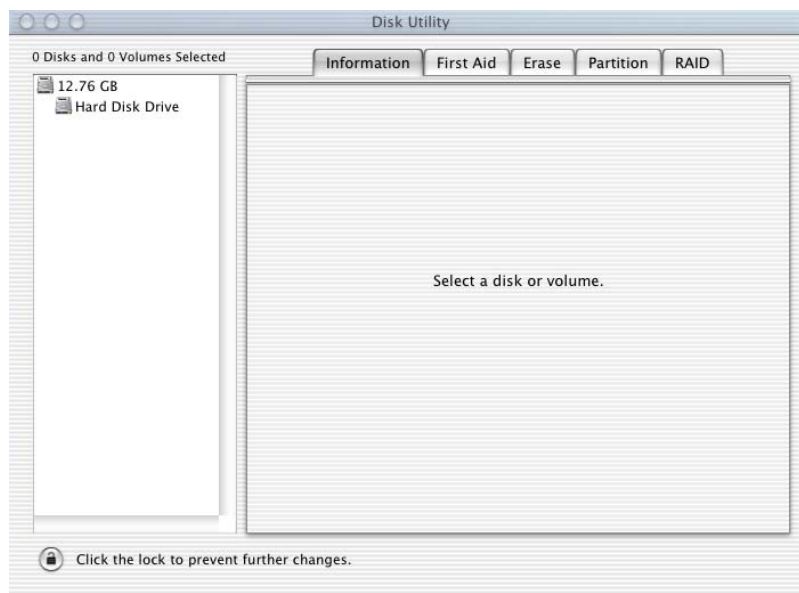 Disk Utility
0 Disks and 0 Volumes Selected
Information First Aid Erase Partition RAID
12.76 GB
Hard Disk Drive
Select a disk or volume.
Click the lock to prevent further changes.